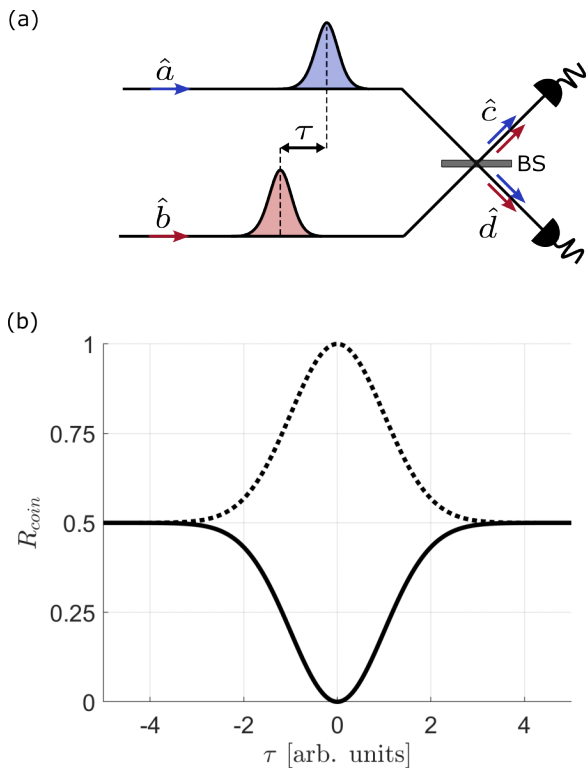 (a)
â
τ
b̂
ĉ
BS
d̂
(b)
1
0.75
0.5
0.25
0
R_coin
-4 -2 0 2 4
τ [arb. units]